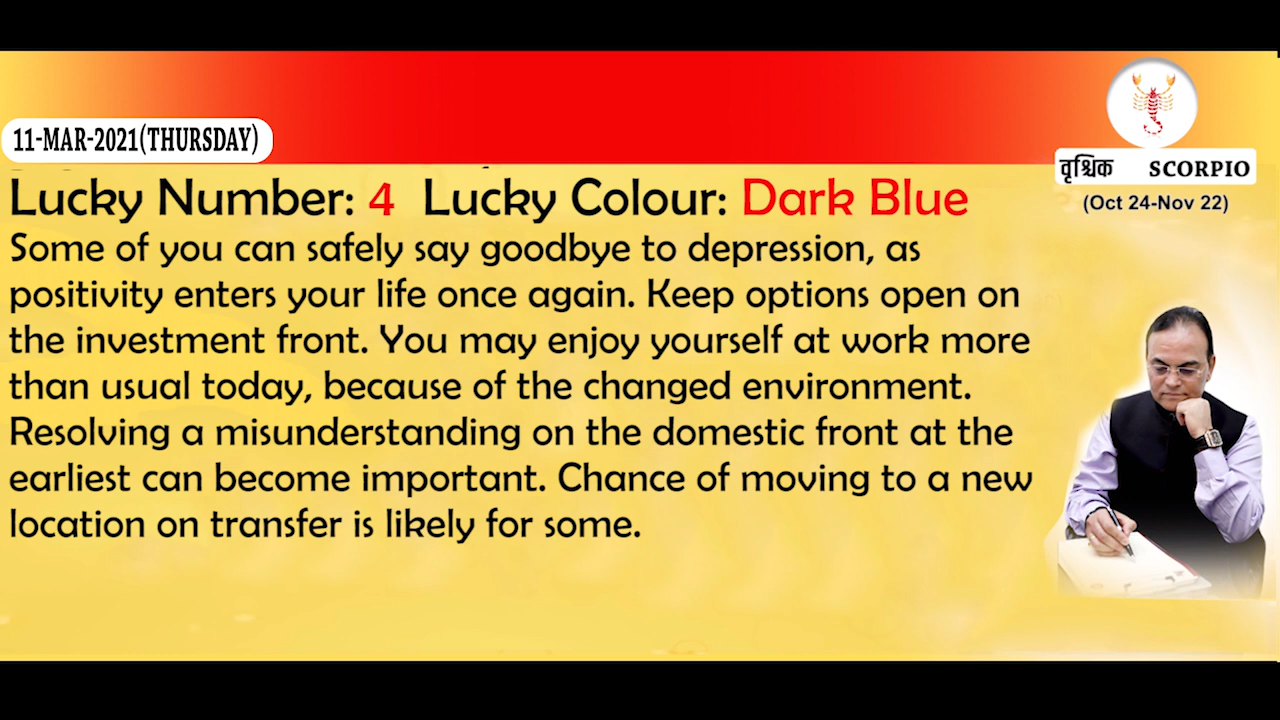 11-MAR-2021(THURSDAY)
वृश्चिक SCORPIO
(Oct 24-Nov 22)
Lucky Number: 4 Lucky Colour: Dark Blue
Some of you can safely say goodbye to depression, as
positivity enters your life once again. Keep options open on
the investment front. You may enjoy yourself at work more
than usual today, because of the changed environment.
Resolving a misunderstanding on the domestic front at the
earliest can become important. Chance of moving to a new
location on transfer is likely for some.